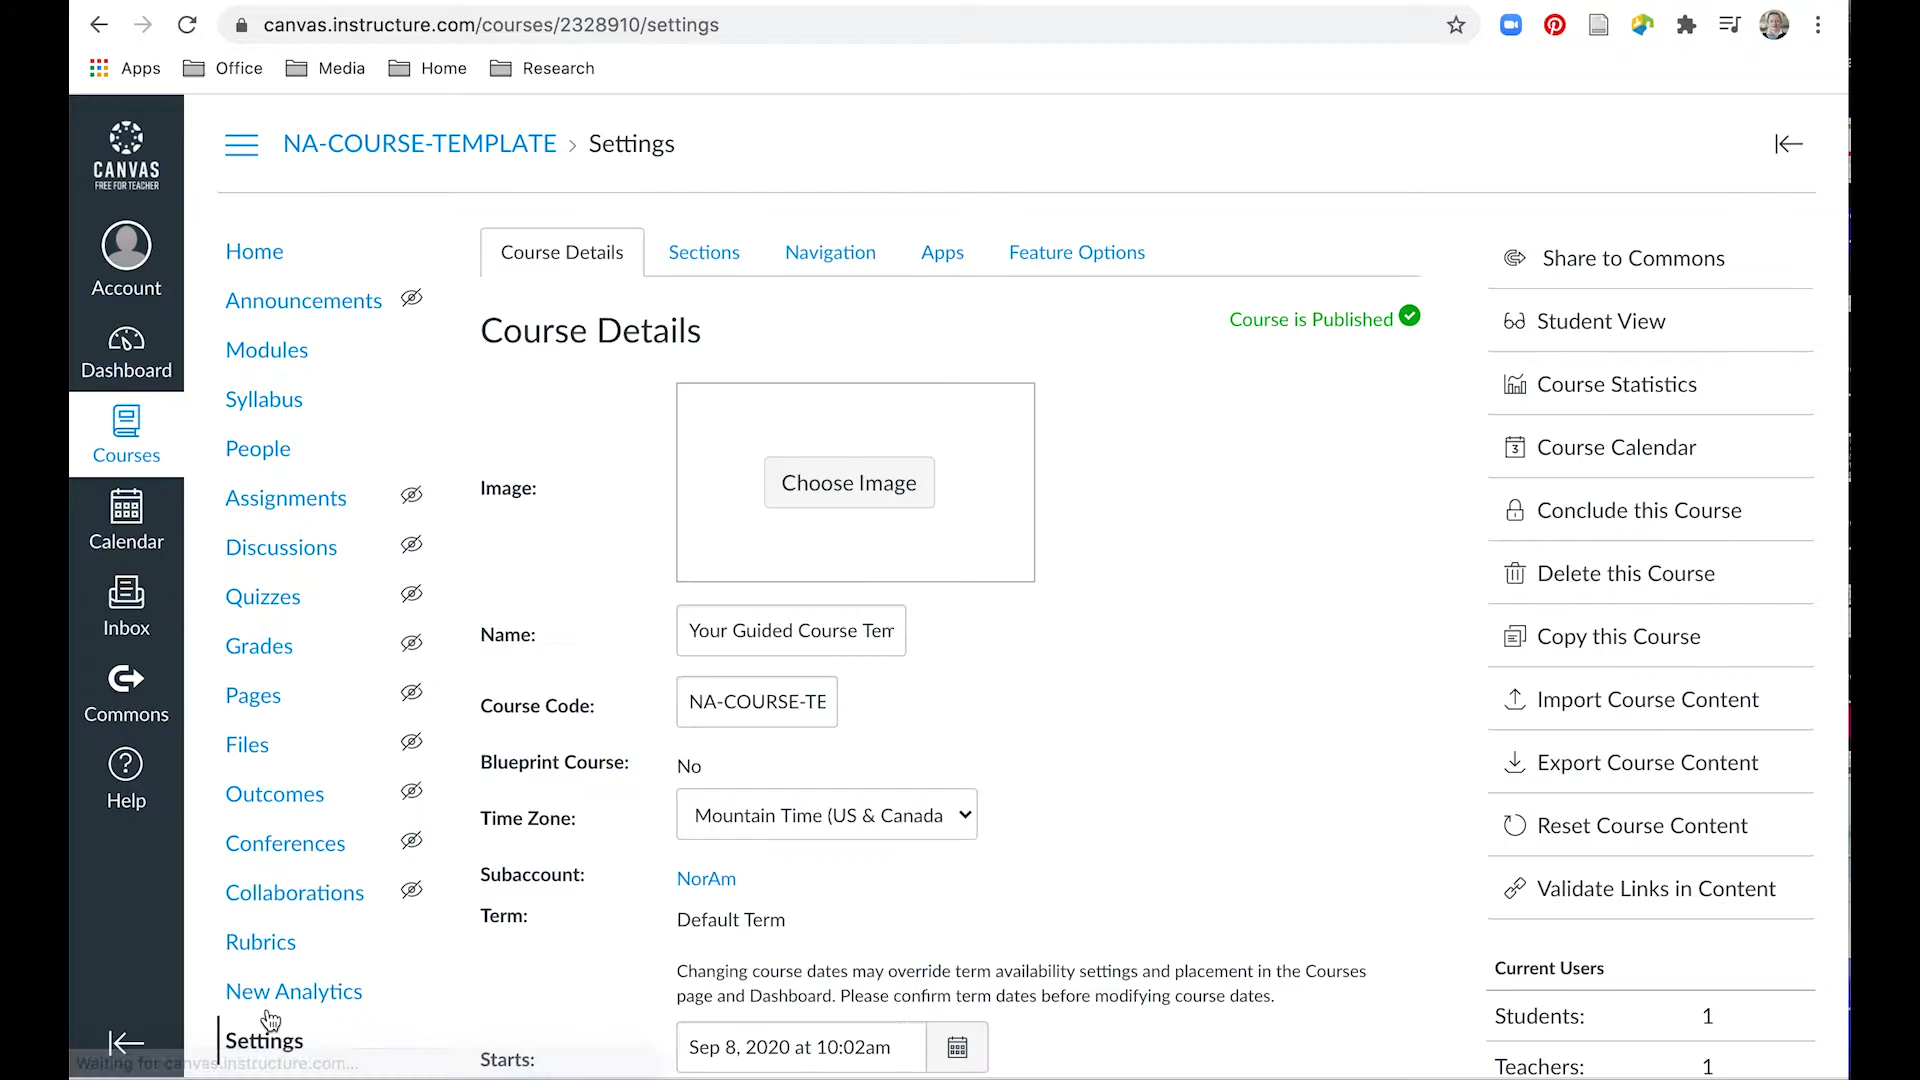 canvas.instructure.com/courses/2328910/settings
Apps
Office
Media
Home
Research
CANVAS
FREE FOR TEACHER
Account
Dashboard
Courses
Calendar
Inbox
Commons
Help
NA-COURSE-TEMPLATE > Settings
Home
Announcements
Modules
Syllabus
People
Assignments
Discussions
Quizzes
Grades
Pages
Files
Outcomes
Conferences
Collaborations
Rubrics
New Analytics
Settings
Waiting for canvas.instructure.com...
Course Details
Sections
Navigation
Apps
Feature Options
Course Details
Course is Published
Image:
Choose Image
Name:
Your Guided Course Tem
Course Code:
NA-COURSE-TE
Blueprint Course:
No
Time Zone:
Mountain Time (US & Canada
Subaccount:
NorAm
Term:
Default Term
Changing course dates may override term availability settings and placement in the Courses
page and Dashboard. Please confirm term dates before modifying course dates.
Starts:
Sep 8, 2020 at 10:02am
Share to Commons
Student View
Course Statistics
3
Course Calendar
Conclude this Course
Delete this Course
Copy this Course
Import Course Content
Export Course Content
Reset Course Content
Validate Links in Content
Current Users
Students: 1
Teachers: 1